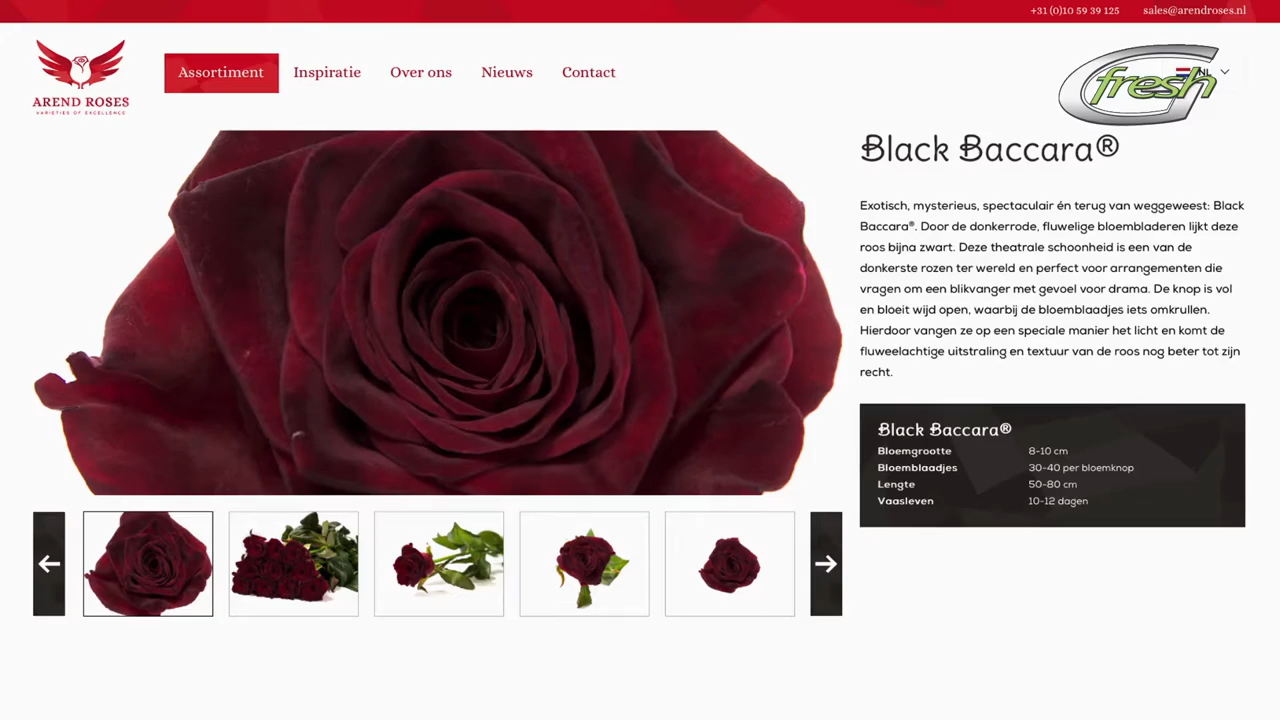 +31 (0)10 59 39 125 sales@arendroses.nl
AREND ROSES
VARIETIES OF EXCELLENCE
Assortiment Inspiratie Over ons Nieuws Contact
NL
fresh
Black Baccara®
Exotisch, mysterieus, spectaculair én terug van weggeweest: Black
Baccara®. Door de donkerrode, fluwelige bloembladeren lijkt deze
roos bijna zwart. Deze theatrale schoonheid is een van de
donkerste rozen ter wereld en perfect voor arrangementen die
vragen om een blikvanger met gevoel voor drama. De knop is vol
en bloeit wijd open, waarbij de bloemblaadjes iets omkrullen.
Hierdoor vangen ze op een speciale manier het licht en komt de
fluweelachtige uitstraling en textuur van de roos nog beter tot zijn
recht.
Black Baccara®
Bloemgrootte 8-10 cm
Bloemblaadjes 30-40 per bloemknop
Lengte 50-80 cm
Vaasleven 10-12 dagen